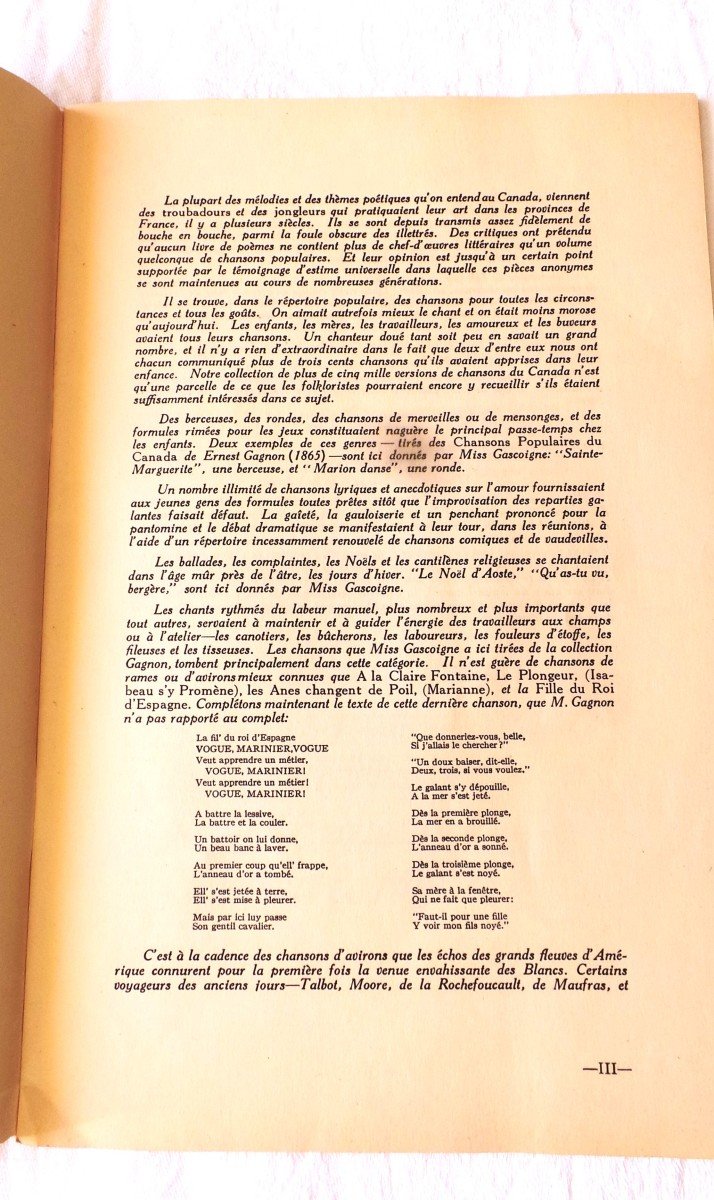 La plupart des mélodies et des thèmes poétiques qu'on entend au Canada, viennent
des troubadours et des jongleurs qui pratiquaient leur art dans les provinces de
France, il y a plusieurs siècles. Ils se sont depuis transmis assez fidèlement de
bouche en bouche, parmi la foule obscure des illettrés. Des critiques ont prétendu
qu'aucun livre de poèmes ne contient plus de chef-d'œuvres littéraires qu'un volume
quelconque de chansons populaires. Et leur opinion est jusqu'à un certain point
supportée par le témoignage d'estime universelle dans laquelle ces pièces anonymes
se sont maintenues au cours de nombreuses générations.
Il se trouve, dans le répertoire populaire, des chansons pour toutes les circons-
tances et tous les goûts. On aimait autrefois mieux le chant et on était moins morose
qu'aujourd'hui. Les enfants, les mères, les travailleurs, les amoureux et les buveurs
avaient tous leurs chansons. Un chanteur doué tant soit peu en savait un grand
nombre, et il n'y a rien d'extraordinaire dans le fait que deux d'entre eux nous ont
chacun communiqué plus de trois cents chansons qu'ils avaient apprises dans leur
enfance. Notre collection de plus de cinq mille versions de chansons du Canada n'est
qu'une parcelle de ce que les folkloristes pourraient encore y recueillir s'ils étaient
suffisamment intéressés dans ce sujet.
Des berceuses, des rondes, des chansons de merveilles ou de mensonges, et des
formules rimées pour les jeux constituaient naguère le principal passe-temps chez
les enfants. Deux exemples de ces genres—tirés des Chansons Populaires du
Canada de Ernest Gagnon (1865)—sont ici donnés par Miss Gascoigne: "Sainte-
Marguerite", une berceuse, et "Marion danse", une ronde.
Un nombre illimité de chansons lyriques et anecdotiques sur l'amour fournissaient
aux jeunes gens des formules toutes prêtes sitôt que l'improvisation des reparties ga-
lantes faisait défaut. La gaîeté, la gauloiserie et un penchant prononcé pour la
pantomine et le débat dramatique se manifestaient à leur tour, dans les réunions, à
l'aide d'un répertoire incessamment renouvelé de chansons comiques et de vaudevilles.
Les ballades, les complaintes, les Noëls et les cantilènes religieuses se chantaient
dans l'âge mûr près de l'âtre, les jours d'hiver. "Le Noël d'Aoste," "Qu'as-tu vu,
bergère," sont ici donnés par Miss Gascoigne.
Les chants rythmés du labeur manuel, plus nombreux et plus importants que
tout autres, servaient à maintenir et à guider l'énergie des travailleurs aux champs
ou à l'atelier—les canotiers, les bûcherons, les laboureurs, les fouleurs d'étoffe, les
fileuses et les tisseuses. Les chansons que Miss Gascoigne a ici tirées de la collection
Gagnon, tombent principalement dans cette catégorie. Il n'est guère de chansons de
rames ou d'avirons mieux connues que A la Claire Fontaine, Le Plongeur, (Isa-
beau s'y Promène), les Anes changent de Poil, (Marianne), et la Fille du Roi
d'Espagne. Complétons maintenant le texte de cette dernière chanson, que M. Gagnon
n'a pas rapporté au complet:
La fil' du roi d'Espagne
VOGUE, MARINIER,VOGUE
Veut apprendre un métier,
VOGUE, MARINIER!
Veut apprendre un métier!
VOGUE, MARINIER!
A battre la lessive,
La battre et la couler.
Un battoir on lui donne,
Un beau banc à laver.
Au premier coup qu'ell' frappe,
L'anneau d'or a tombé.
Ell' s'est jetée à terre,
Ell' s'est mise à pleurer.
Mais par ici luy passe
Son gentil cavalier.
"Que donneriez-vous, belle,
Si j'allais le chercher?"
"Un doux baiser, dit-elle,
Deux, trois, si vous voulez."
Le galant s'y dépouille,
A la mer s'est jeté.
Dès la première plonge,
La mer en a brouillé.
Dès la seconde plonge,
L'anneau d'or a sonné.
Dès la troisième plonge,
Le galant s'est noyé.
Sa mère à la fenêtre,
Qui ne fait que pleurer:
"Faut-il pour une fille
Y voir mon fils noyé."
C'est à la cadence des chansons d'avirons que les échos des grands fleuves d'Amé-
rique connurent pour la première fois la venue envahissante des Blancs. Certains
voyageurs des anciens jours—Talbot, Moore, de la Rochefoucault, de Maufras, et
—III—